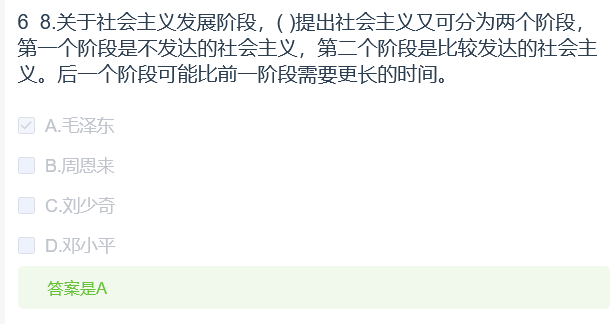 6 8.关于社会主义发展阶段，( )提出社会主义又可分为两个阶段，
第一个阶段是不发达的社会主义，第二个阶段是比较发达的社会主
义。后一个阶段可能比前一阶段需要更长的时间。
A.毛泽东
B.周恩来
C.刘少奇
D.邓小平
答案是A